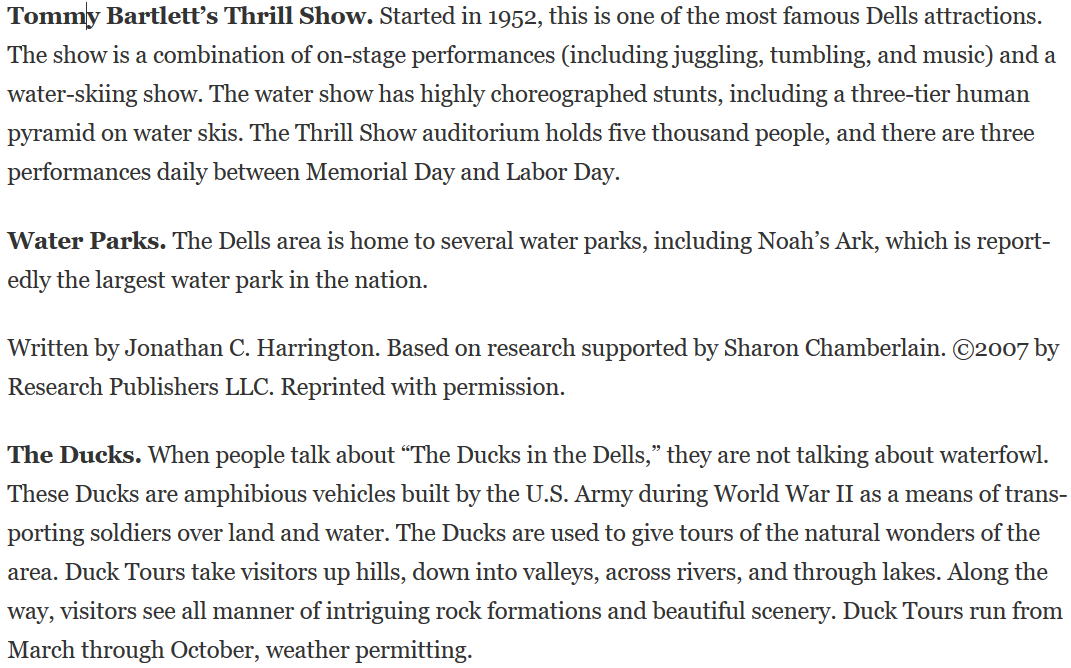 Tommy Bartlett’s Thrill Show. Started in 1952, this is one of the most famous Dells attractions.
The show is a combination of on-stage performances (including juggling, tumbling, and music) and a
water-skiing show. The water show has highly choreographed stunts, including a three-tier human
pyramid on water skis. The Thrill Show auditorium holds five thousand people, and there are three
performances daily between Memorial Day and Labor Day.
Water Parks. The Dells area is home to several water parks, including Noah’s Ark, which is report-
edly the largest water park in the nation.
Written by Jonathan C. Harrington. Based on research supported by Sharon Chamberlain. ©2007 by
Research Publishers LLC. Reprinted with permission.
The Ducks. When people talk about “The Ducks in the Dells,” they are not talking about waterfowl.
These Ducks are amphibious vehicles built by the U.S. Army during World War II as a means of trans-
porting soldiers over land and water. The Ducks are used to give tours of the natural wonders of the
area. Duck Tours take visitors up hills, down into valleys, across rivers, and through lakes. Along the
way, visitors see all manner of intriguing rock formations and beautiful scenery. Duck Tours run from
March through October, weather permitting.